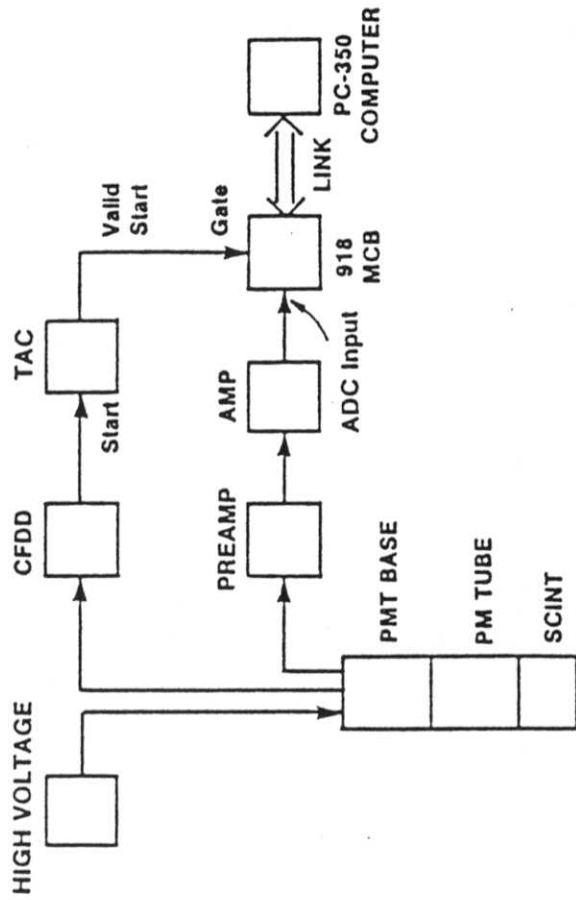 HIGH VOLTAGE
CFDD
TAC
Start
Valid
Start
Gate
PREAMP
AMP
ADC Input
918
MCB
LINK
PC-350
COMPUTER
PMT BASE
PM TUBE
SCINT